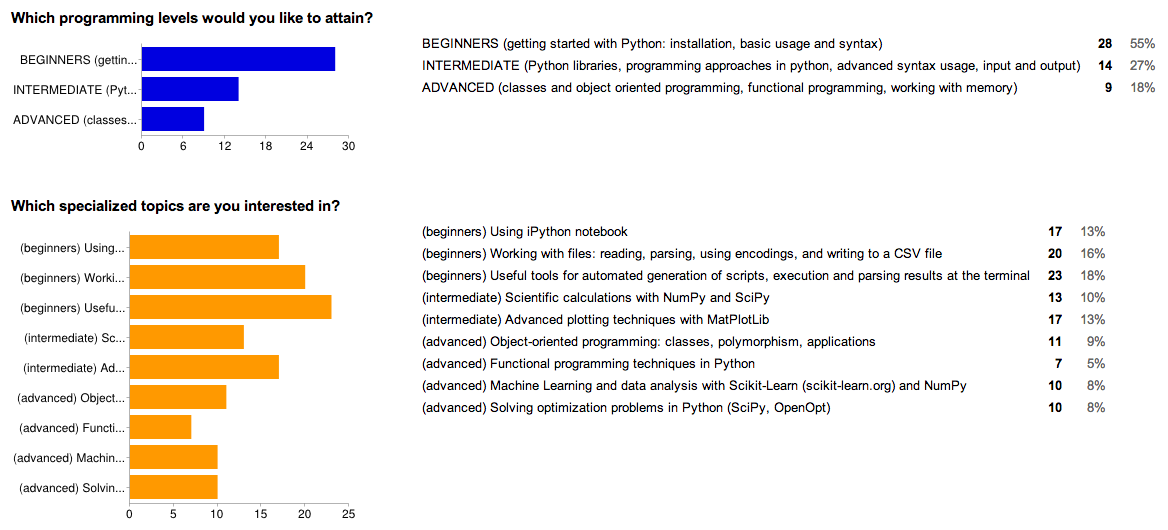 Which programming levels would you like to attain?
BEGINNERS (gettin...
INTERMEDIATE (Pyt...
ADVANCED (classes...
0 6 12 18 24 30
BEGINNERS (getting started with Python: installation, basic usage and syntax) 28 55%
INTERMEDIATE (Python libraries, programming approaches in python, advanced syntax usage, input and output) 14 27%
ADVANCED (classes and object oriented programming, functional programming, working with memory) 9 18%
Which specialized topics are you interested in?
(beginners) Using...
(beginners) Worki...
(beginners) Usefu...
(intermediate) Sc...
(intermediate) Ad...
(advanced) Object...
(advanced) Functi...
(advanced) Machin...
(advanced) Solvin...
0 5 10 15 20 25
(beginners) Using iPython notebook 17 13%
(beginners) Working with files: reading, parsing, using encodings, and writing to a CSV file 20 16%
(beginners) Useful tools for automated generation of scripts, execution and parsing results at the terminal 23 18%
(intermediate) Scientific calculations with NumPy and SciPy 13 10%
(intermediate) Advanced plotting techniques with MatPlotLib 17 13%
(advanced) Object-oriented programming: classes, polymorphism, applications 11 9%
(advanced) Functional programming techniques in Python 7 5%
(advanced) Machine Learning and data analysis with Scikit-Learn (scikit-learn.org) and NumPy 10 8%
(advanced) Solving optimization problems in Python (SciPy, OpenOpt) 10 8%